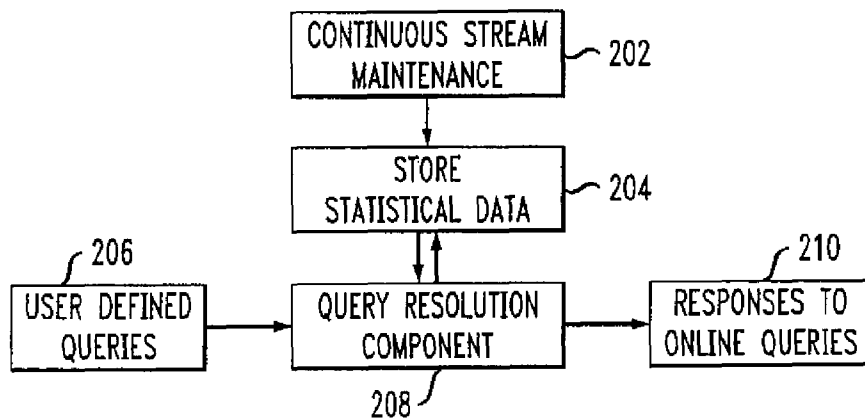 CONTINUOUS STREAM
MAINTENANCE
202
STORE
STATISTICAL DATA
204
206
USER DEFINED
QUERIES
QUERY RESOLUTION
COMPONENT
208
210
RESPONSES TO
ONLINE QUERIES